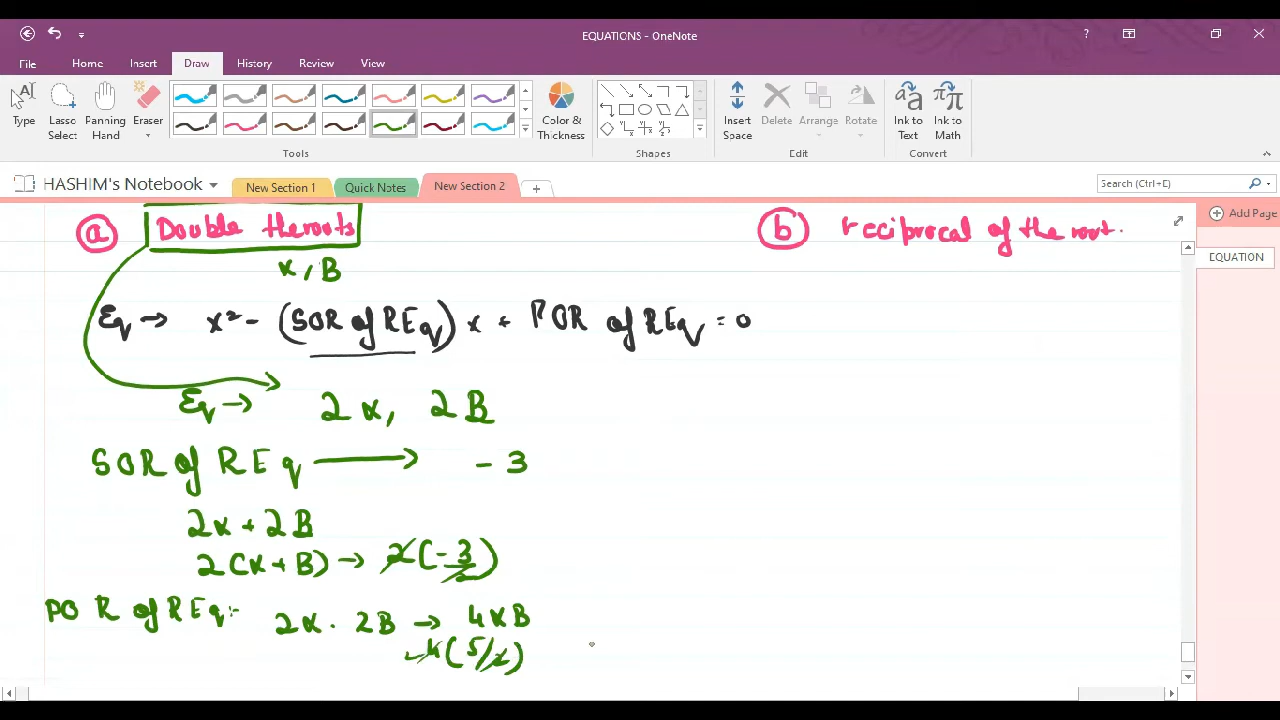 EQUATIONS - OneNote
?
File Home Insert Draw History Review View
Type
Lasso Select
Panning Hand
Eraser
Color & Thickness
Insert Space
Delete
Arrange
Rotate
Ink to Text
Ink to Math
Tools
Shapes
Edit
Convert
HASHIM's Notebook
New Section 1
Quick Notes
New Section 2
Search (Ctrl+E)
Add Page
EQUATION
ⓐ Double the roots
ⓑ reciprocal of the root.
α, B
Eq → x² - (SOR of REq) x + POR of REq = 0
Eq → 2α, 2B
SOR of REq → - 3
2α + 2B
2(α + B) → 2(-3/2)
POR of REq:- 2α · 2B → 4αB
4(5/2)